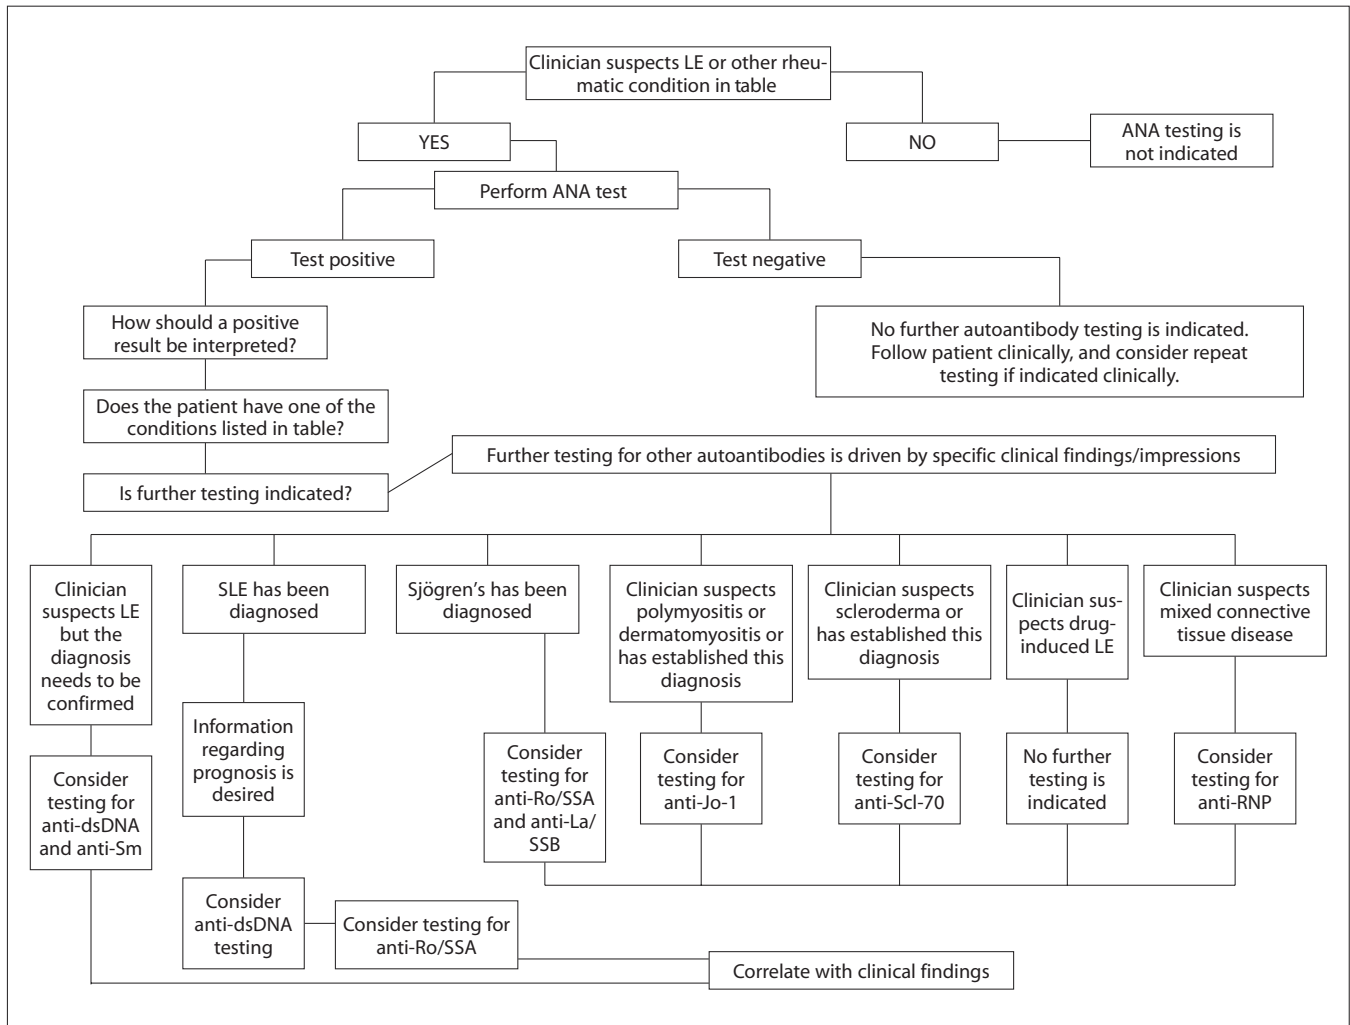 Clinician suspects LE or other rheu-
matic condition in table
YES
NO
ANA testing is
not indicated
Perform ANA test
Test positive
Test negative
How should a positive
result be interpreted?
No further autoantibody testing is indicated.
Follow patient clinically, and consider repeat
testing if indicated clinically.
Does the patient have one of the
conditions listed in table?
Further testing for other autoantibodies is driven by specific clinical findings/impressions
Is further testing indicated?
Clinician
suspects LE
but the
diagnosis
needs to be
confirmed
SLE has been
diagnosed
Sjögren's has been
diagnosed
Clinician suspects
polymyositis or
dermatomyositis or
has established this
diagnosis
Clinician suspects
scleroderma or
has established this
diagnosis
Clinician sus-
pects drug-
induced LE
Clinician suspects
mixed connective
tissue disease
Information
regarding
prognosis is
desired
Consider
testing for
anti-dsDNA
and anti-Sm
Consider
testing for
anti-Ro/SSA
and anti-La/
SSB
Consider
testing for
anti-Jo-1
Consider
testing for
anti-Scl-70
No further
testing is
indicated
Consider
testing for
anti-RNP
Consider
anti-dsDNA
testing
Consider testing for
anti-Ro/SSA
Correlate with clinical findings